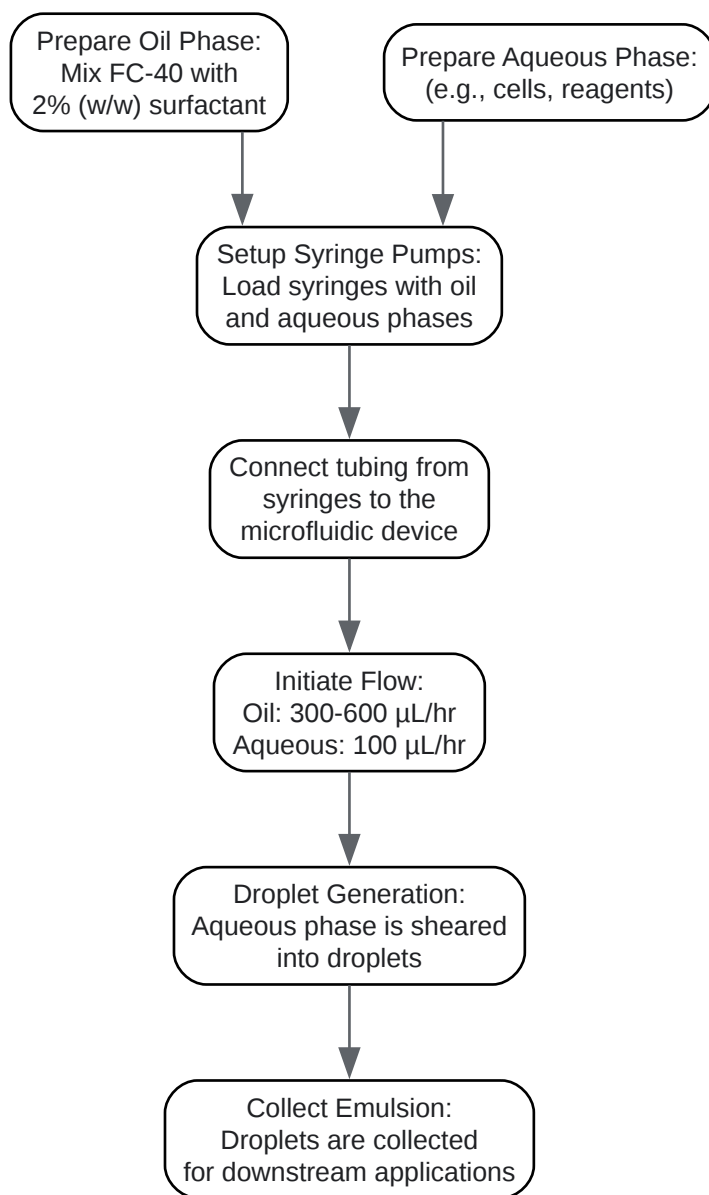 Prepare Oil Phase:
Mix FC-40 with
2% (w/w) surfactant
Prepare Aqueous Phase:
(e.g., cells, reagents)
Setup Syringe Pumps:
Load syringes with oil
and aqueous phases
Connect tubing from
syringes to the
microfluidic device
Initiate Flow:
Oil: 300-600 µL/hr
Aqueous: 100 µL/hr
Droplet Generation:
Aqueous phase is sheared
into droplets
Collect Emulsion:
Droplets are collected
for downstream applications